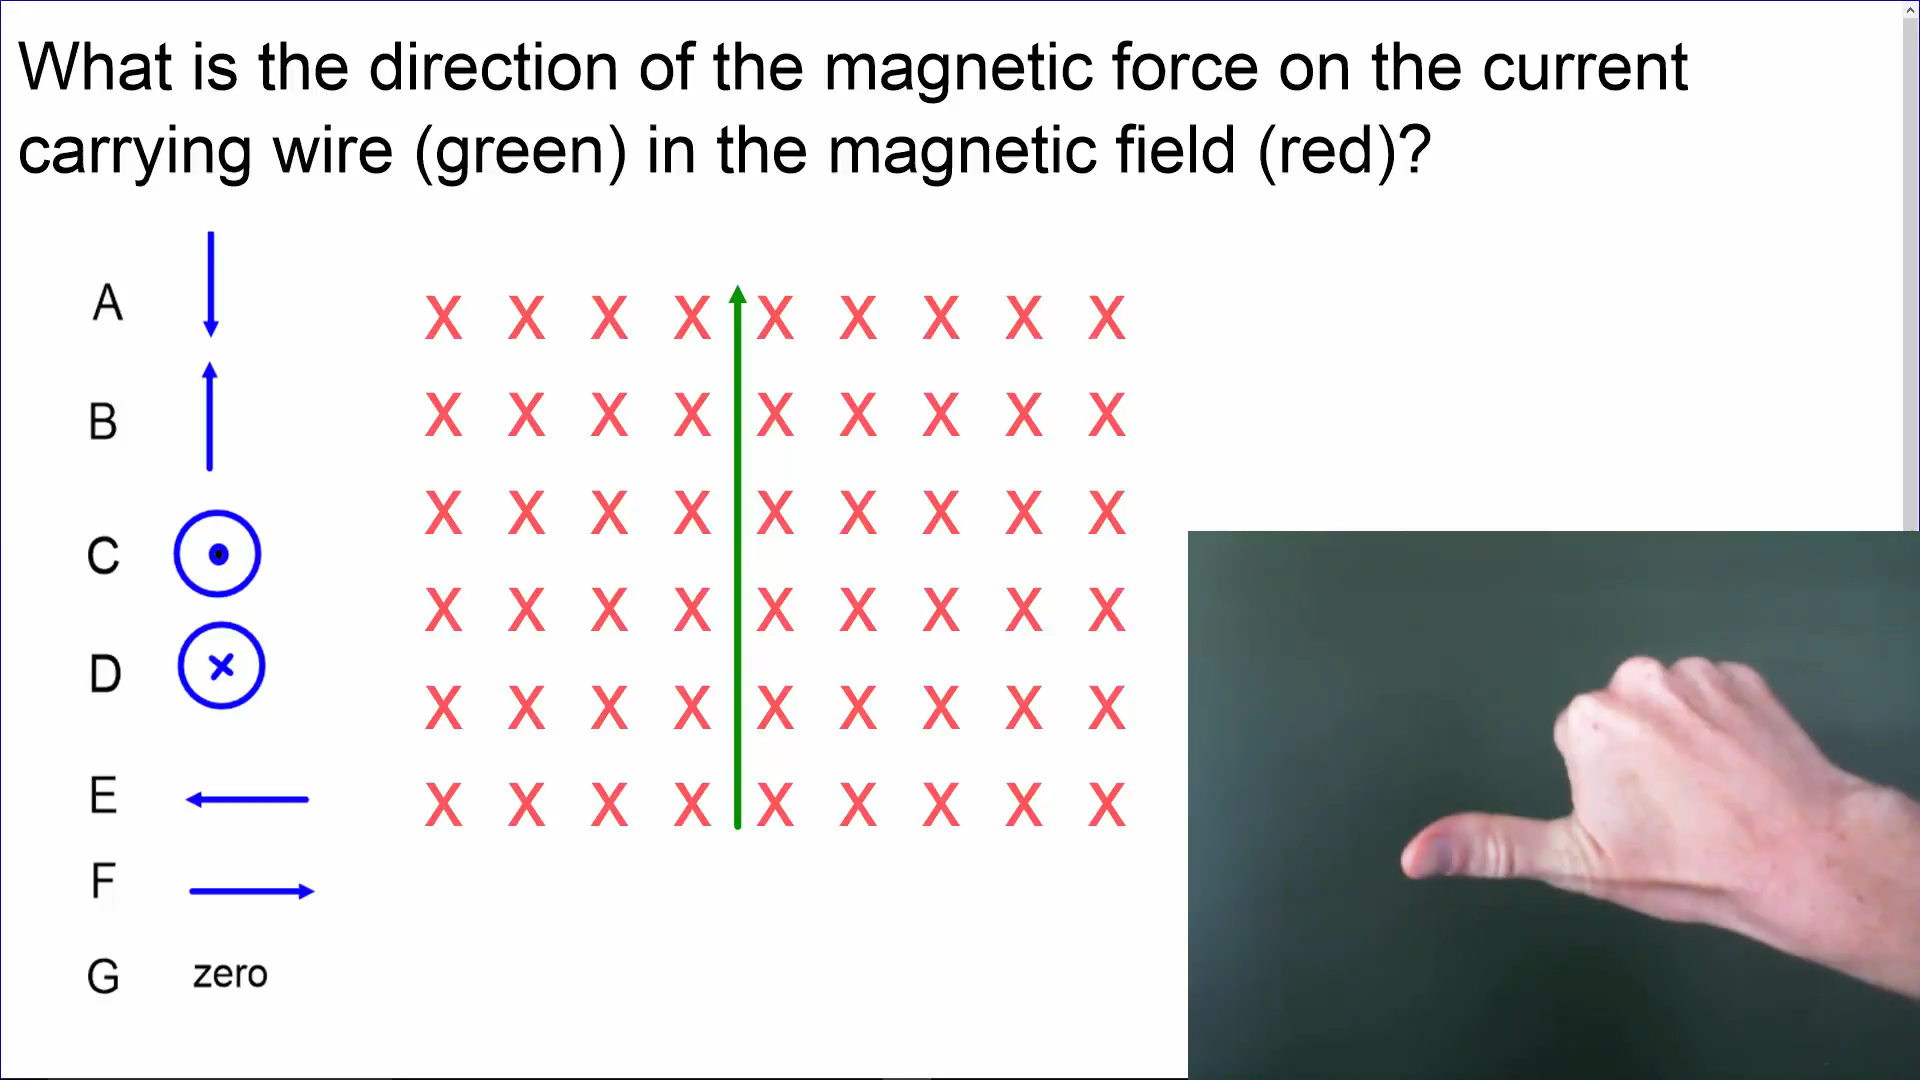 What is the direction of the magnetic force on the current
carrying wire (green) in the magnetic field (red)?
A
X X X X X X X X X
B
X X X X X X X X X
C
X X X X X X X X X
D
X X X X X X X X X
X X X X X X X X X
E
X X X X X X X X X
F
G zero